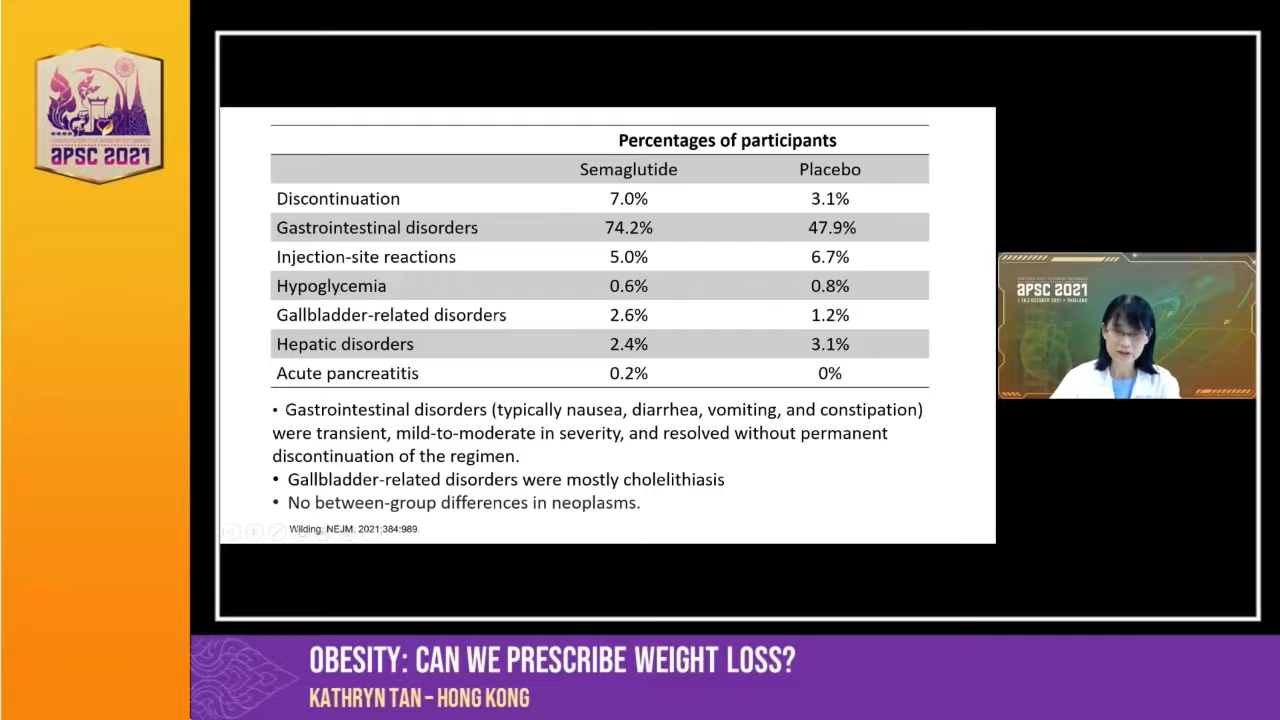 APSC 2021
Percentages of participants
Semaglutide Placebo
Discontinuation 7.0% 3.1%
Gastrointestinal disorders 74.2% 47.9%
Injection-site reactions 5.0% 6.7%
Hypoglycemia 0.6% 0.8%
Gallbladder-related disorders 2.6% 1.2%
Hepatic disorders 2.4% 3.1%
Acute pancreatitis 0.2% 0%
• Gastrointestinal disorders (typically nausea, diarrhea, vomiting, and constipation)
were transient, mild-to-moderate in severity, and resolved without permanent
discontinuation of the regimen.
• Gallbladder-related disorders were mostly cholelithiasis
• No between-group differences in neoplasms.
Wilding. NEJM. 2021;384:989.
APSC 2021
OBESITY: CAN WE PRESCRIBE WEIGHT LOSS?
KATHRYN TAN – HONG KONG